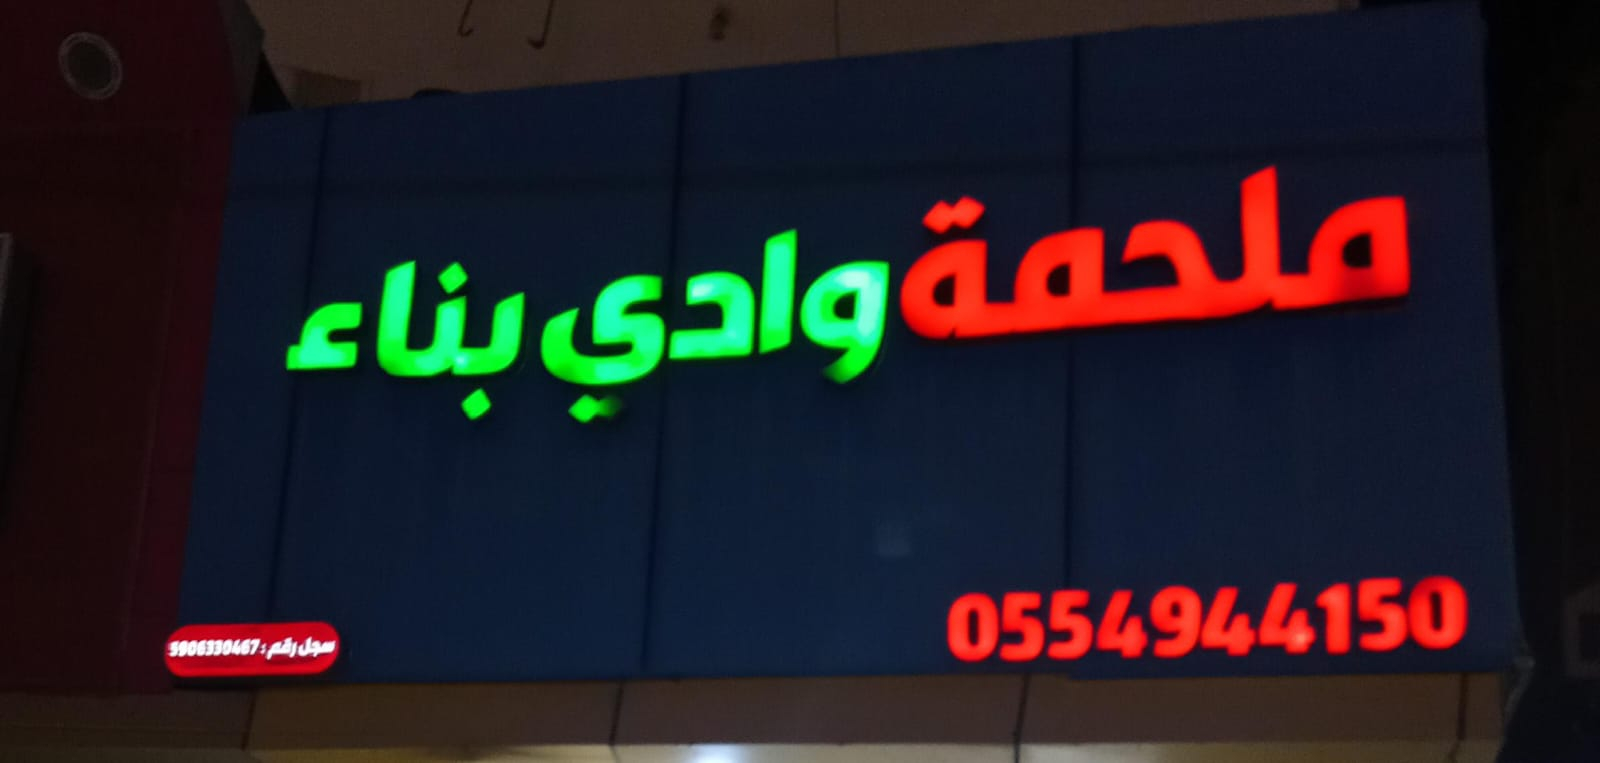 ملحمة وادي بناء
0554944150
سجل رقم : 5906330467